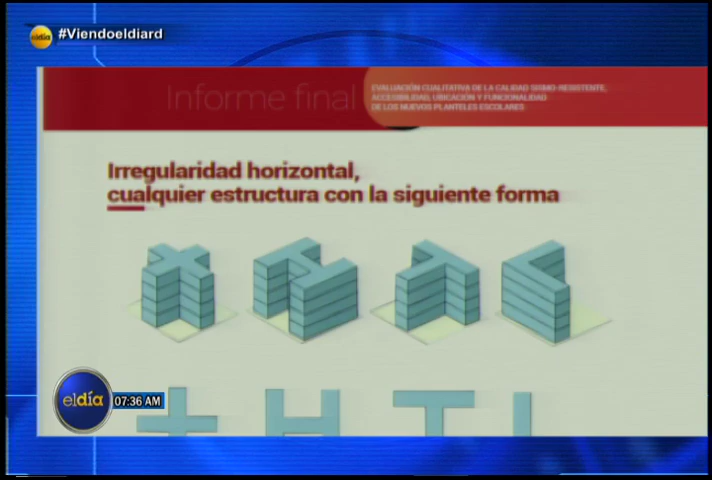 eldía #Viendoeldiard
Informe final
EVALUACIÓN CUALITATIVA DE LA CALIDAD SISMO-RESISTENTE,
ACCESIBILIDAD, UBICACIÓN Y FUNCIONALIDAD
DE LOS NUEVOS PLANTELES ESCOLARES
Irregularidad horizontal,
cualquier estructura con la siguiente forma
eldía 07:36 AM